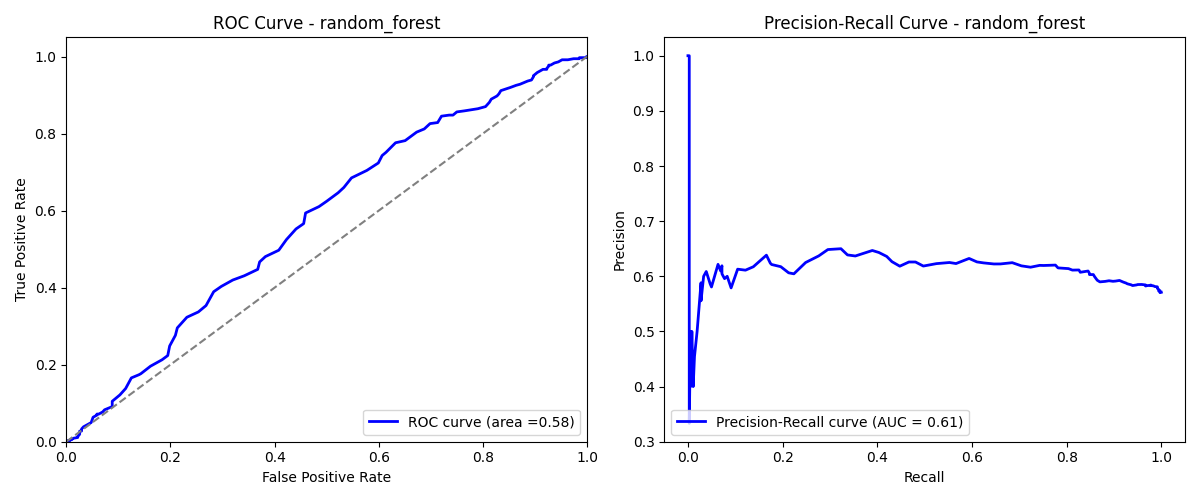 ROC Curve - random_forest
True Positive Rate
1.0
0.8
0.6
0.4
0.2
0.0
0.0 0.2 0.4 0.6 0.8 1.0
False Positive Rate
ROC curve (area =0.58)
Precision-Recall Curve - random_forest
Precision
1.0
0.9
0.8
0.7
0.6
0.5
0.4
0.3
0.0 0.2 0.4 0.6 0.8 1.0
Recall
Precision-Recall curve (AUC = 0.61)